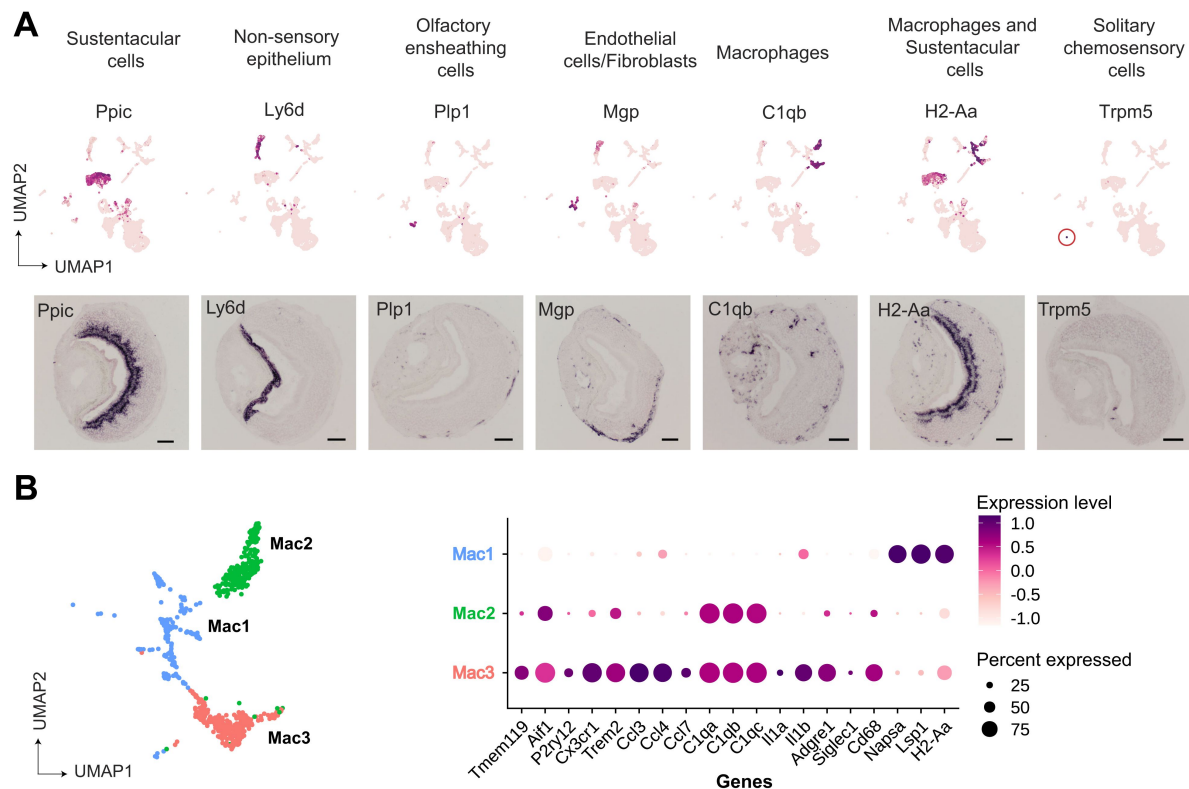 A
Sustentacular
cells
Non-sensory
epithelium
Olfactory
ensheathing
cells
Endothelial
cells/Fibroblasts
Macrophages
Macrophages and
Sustentacular
cells
Solitary
chemosensory
cells
Ppic
Ly6d
Plp1
Mgp
C1qb
H2-Aa
Trpm5
UMAP2
UMAP1
Ppic
Ly6d
Plp1
Mgp
C1qb
H2-Aa
Trpm5
B
Mac2
Mac1
Mac3
UMAP2
UMAP1
Mac1
Mac2
Mac3
Tmem119
Aif1
P2ry12
Cx3cr1
Trem2
Ccl3
Ccl4
Ccl7
C1qa
C1qb
C1qc
Il1a
Il1b
Adgre1
Siglec1
Cd68
Napsa
Lsp1
H2-Aa
Genes
Expression level
1.0
0.5
0.0
-0.5
-1.0
Percent expressed
25
50
75